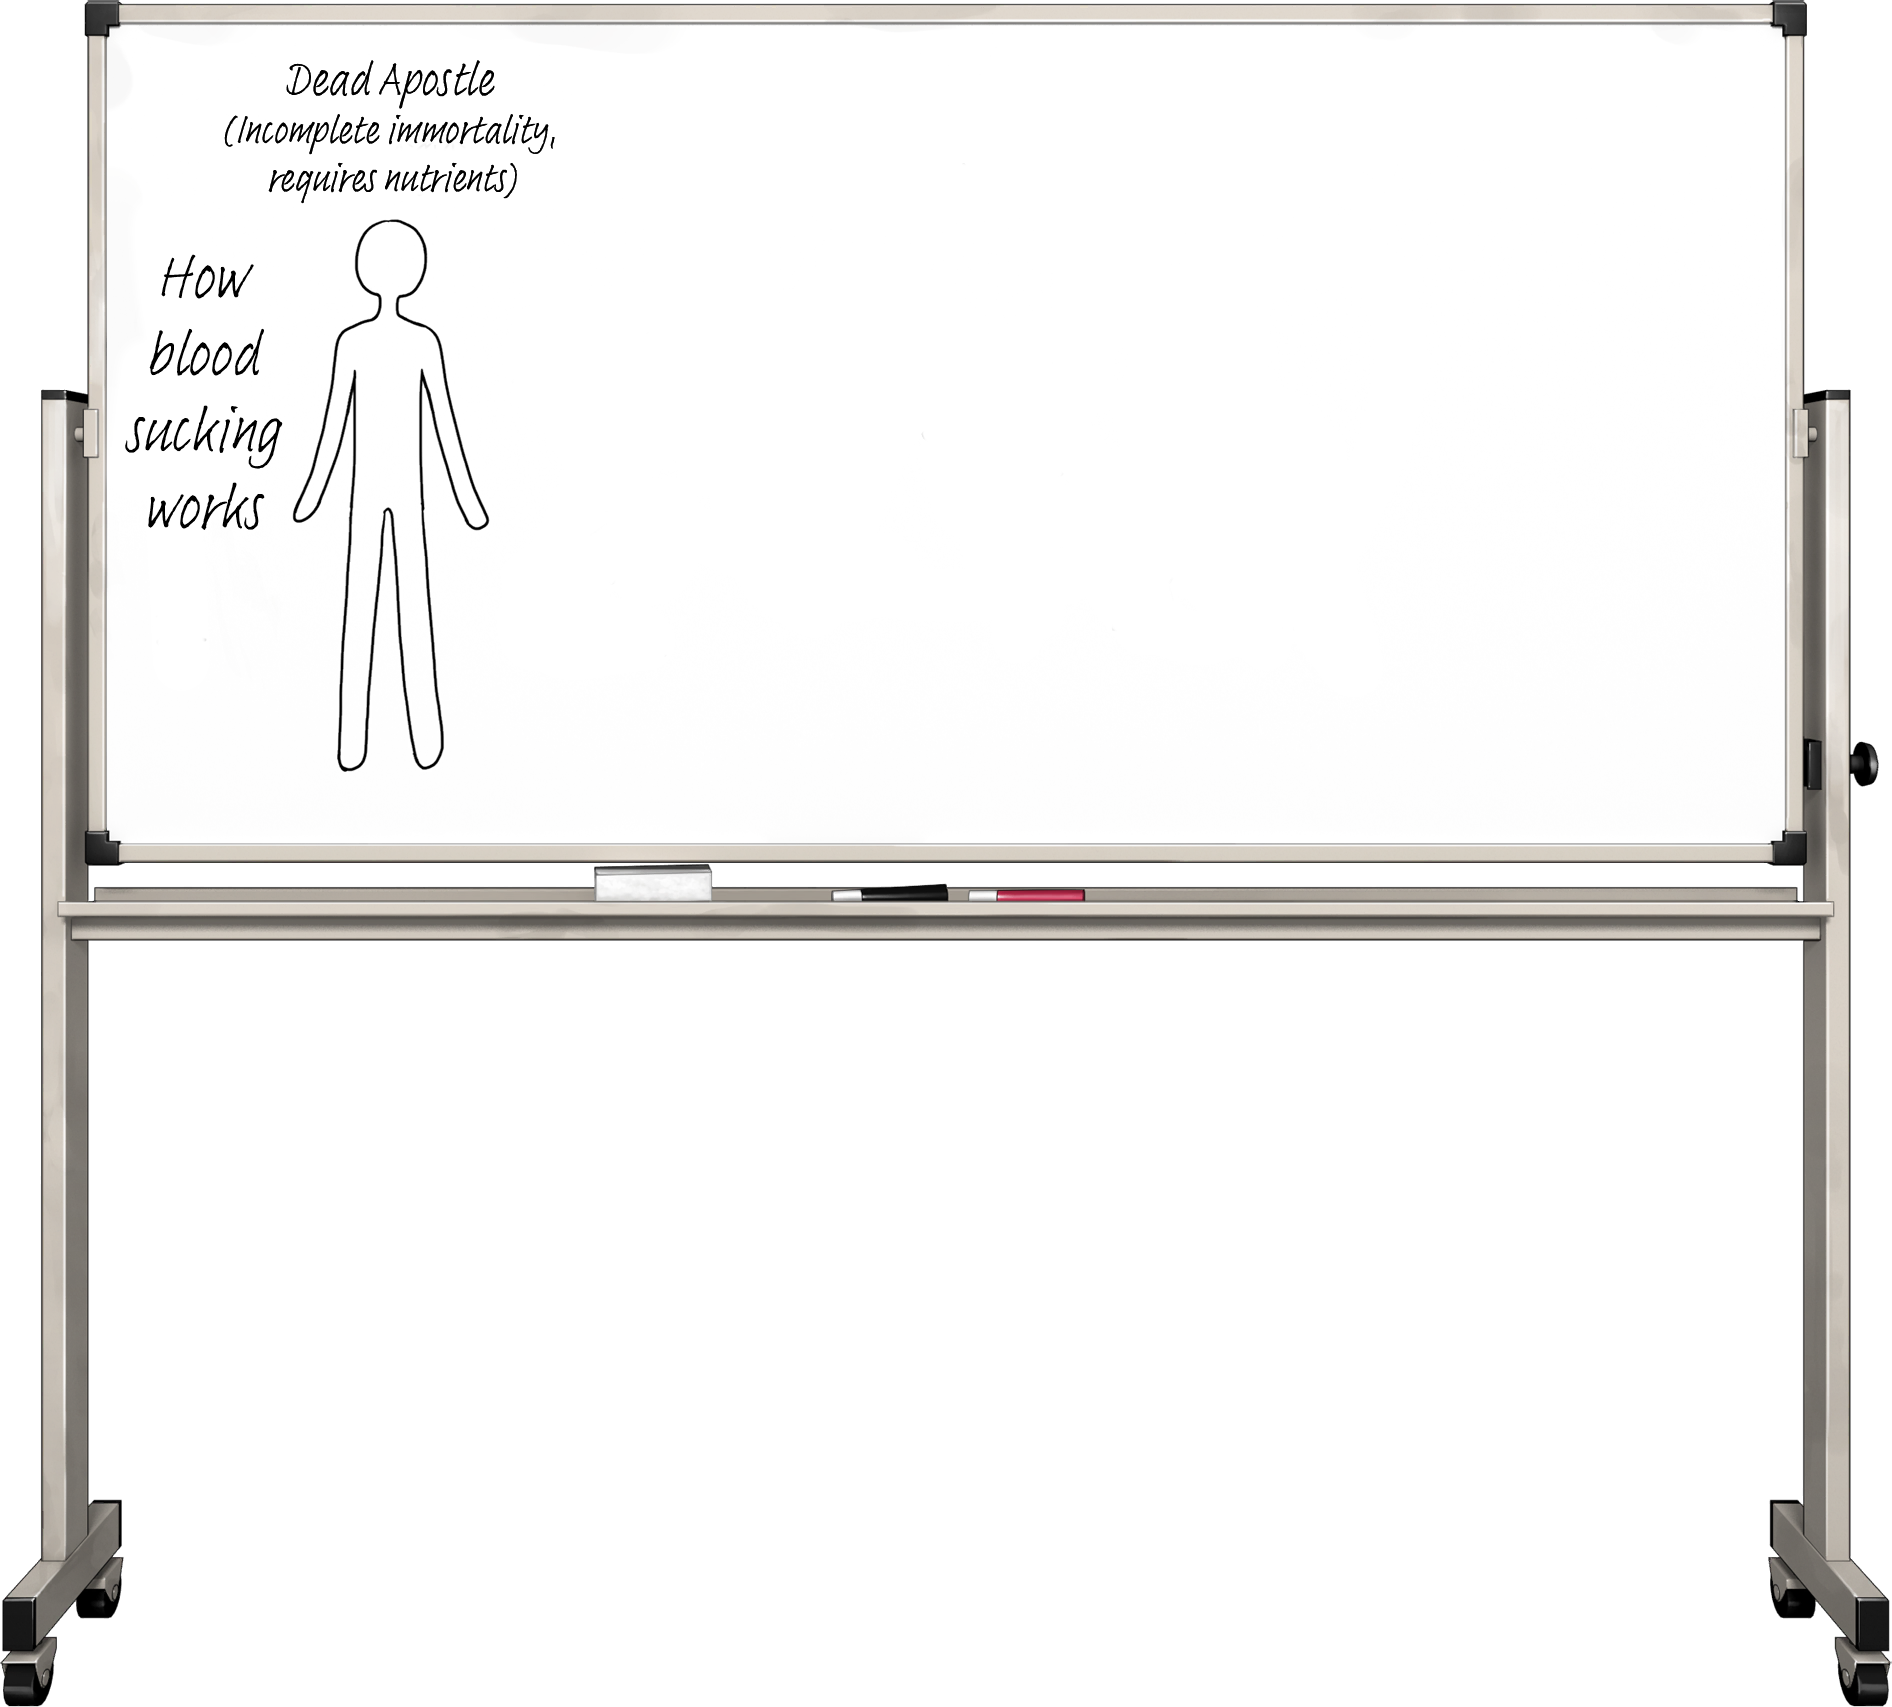 Dead Apostle
(Incomplete immortality,
requires nutrients)
How
blood
sucking
works